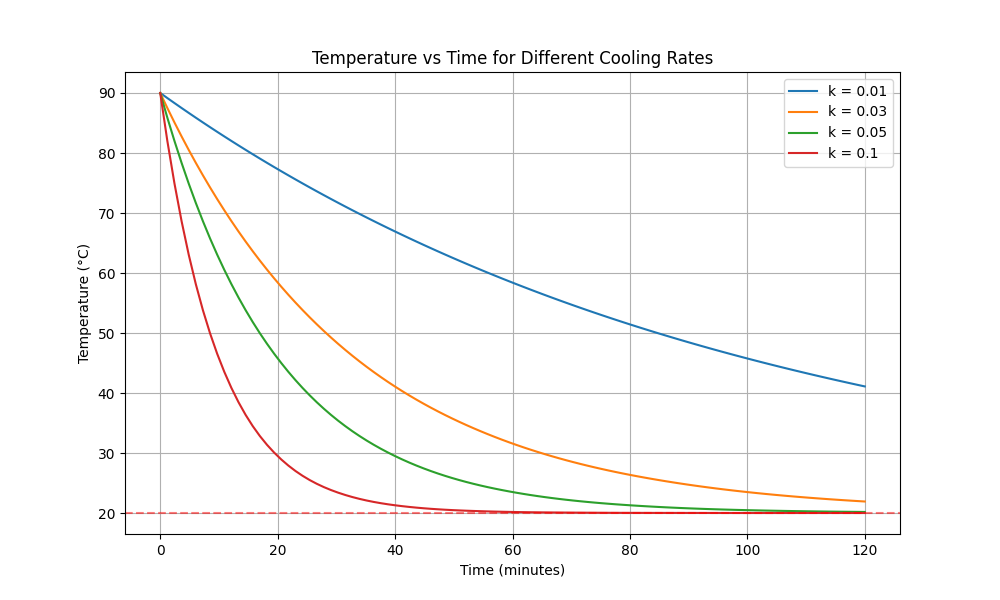 Temperature vs Time for Different Cooling Rates
k = 0.01
k = 0.03
k = 0.05
k = 0.1
Temperature (°C)
90
80
70
60
50
40
30
20
0 20 40 60 80 100 120
Time (minutes)